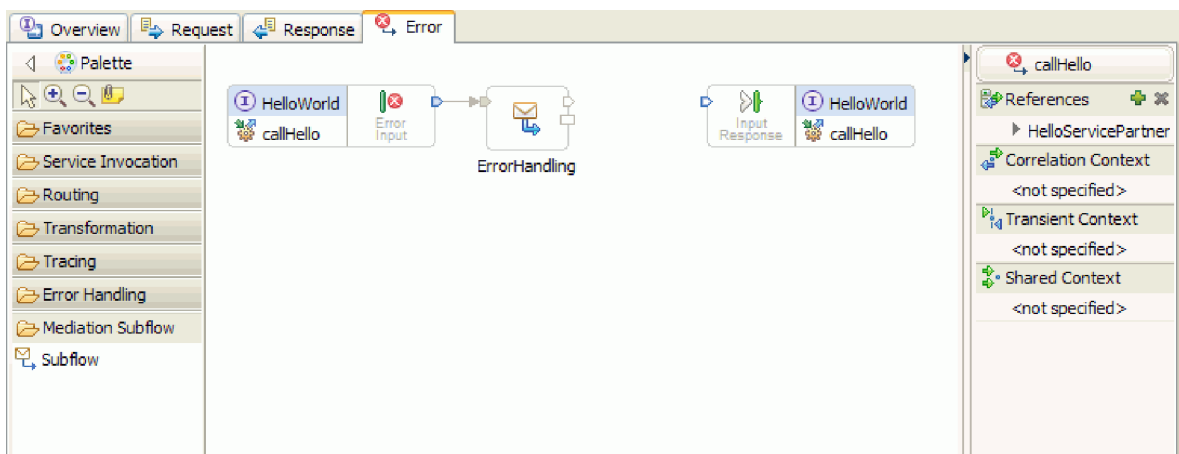 Overview Request Response Error
Palette
Favorites
Service Invocation
Routing
Transformation
Tracing
Error Handling
Mediation Subflow
Subflow
HelloWorld
callHello
Error
Input
ErrorHandling
Input
Response
HelloWorld
callHello
callHello
References
HelloServicePartner
Correlation Context
<not specified>
Transient Context
<not specified>
Shared Context
<not specified>